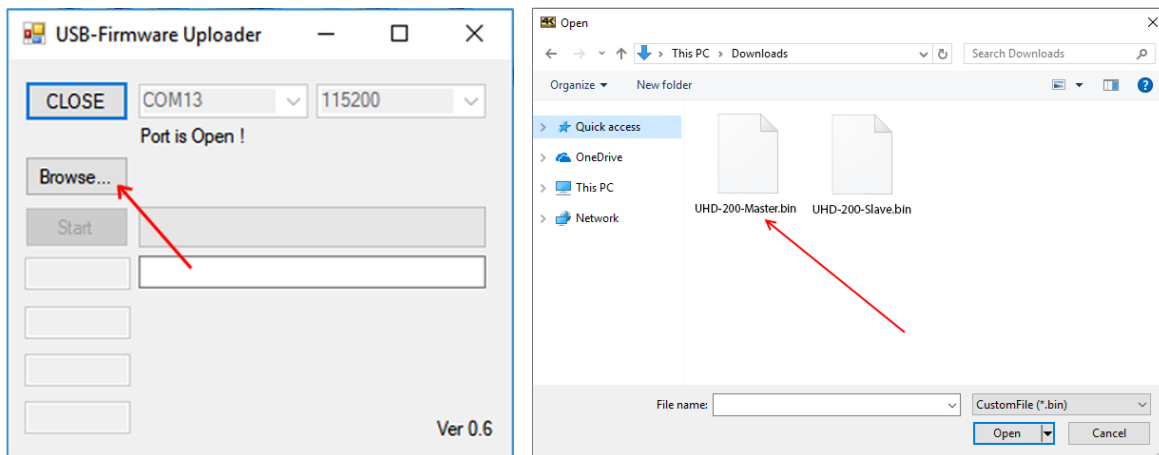 USB-Firmware Uploader
CLOSE COM13 115200
Port is Open !
Browse...
Start
Ver 0.6
4K Open
This PC > Downloads Search Downloads
Organize New folder
Quick access
OneDrive
This PC
Network
UHD-200-Master.bin UHD-200-Slave.bin
File name: CustomFile (*.bin)
Open Cancel